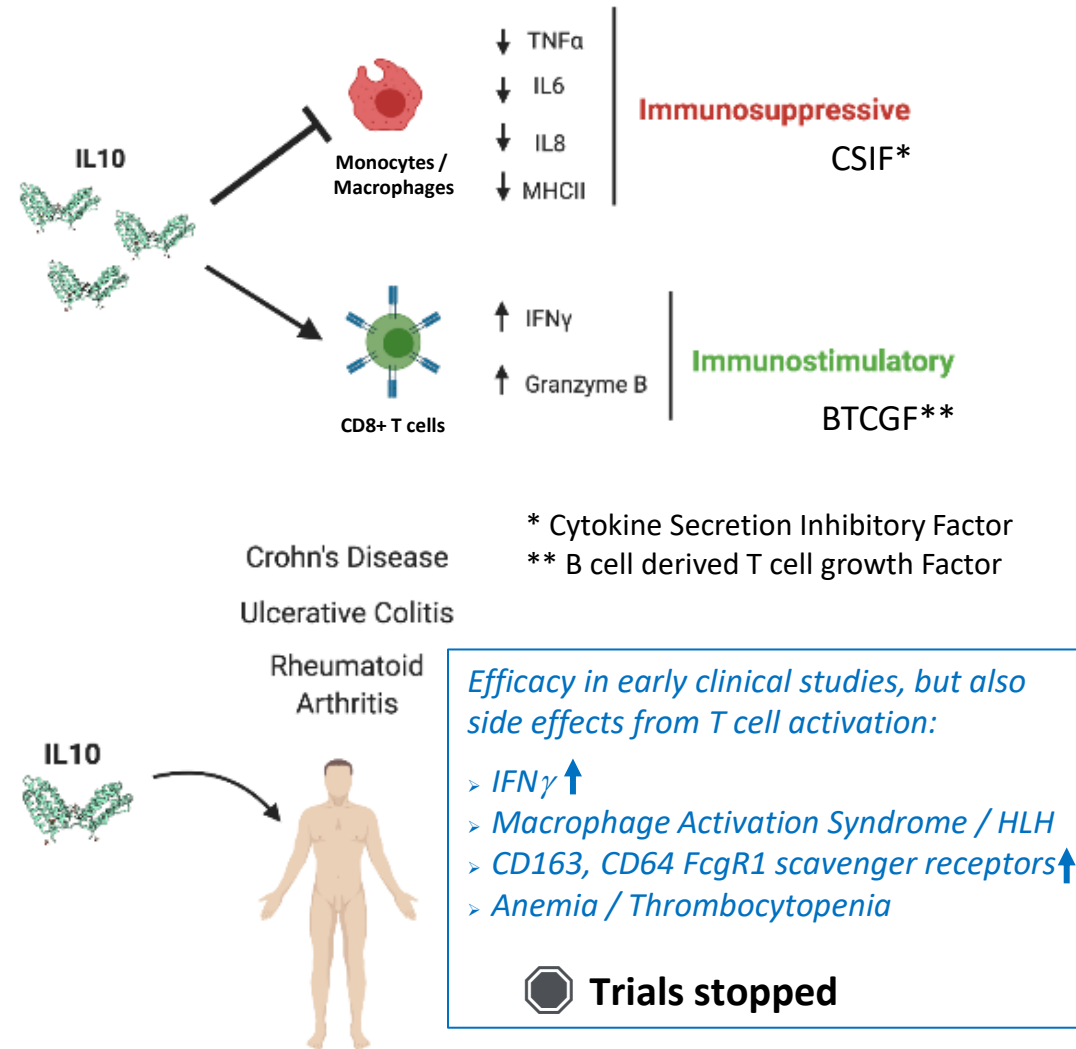 IL10
Monocytes /
Macrophages
↓ TNFα
↓ IL6
↓ IL8
↓ MHCII
Immunosuppressive
CSIF*
CD8+ T cells
↑ IFNγ
↑ Granzyme B
Immunostimulatory
BTCGF**
* Cytokine Secretion Inhibitory Factor
** B cell derived T cell growth Factor
Crohn's Disease
Ulcerative Colitis
Rheumatoid
Arthritis
IL10
Efficacy in early clinical studies, but also
side effects from T cell activation:
➢ IFNγ ↑
➢ Macrophage Activation Syndrome / HLH
➢ CD163, CD64 FcgR1 scavenger receptors ↑
➢ Anemia / Thrombocytopenia
Trials stopped